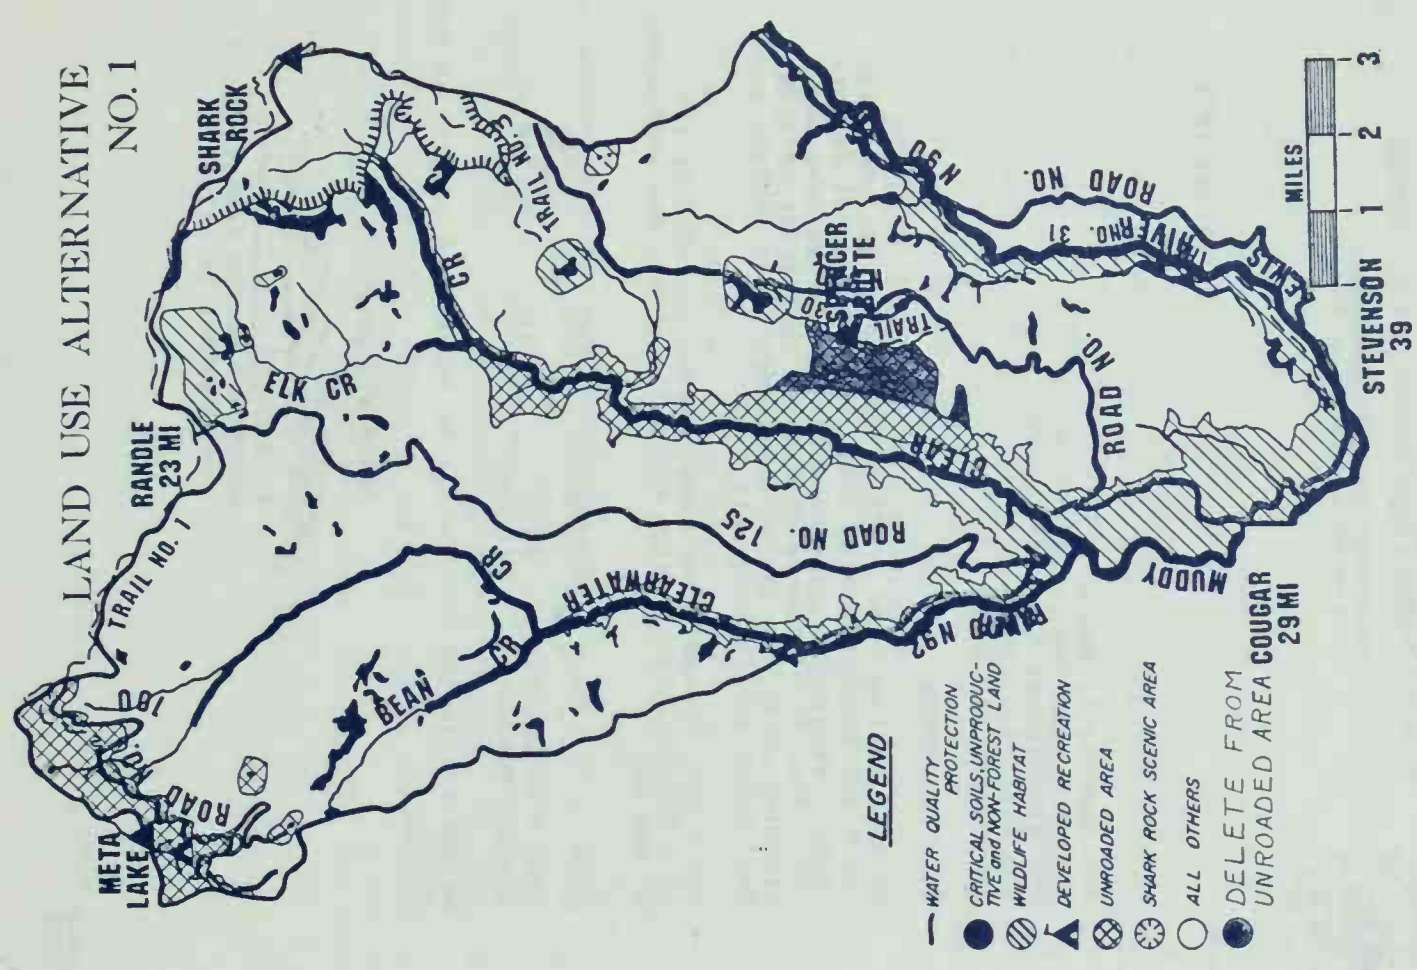 LAND USE ALTERNATIVE
NO. 1
SHARK
ROCK
RANDLE
23 MI
TRAIL NO. 1
META
LAKE
ROAD
NO.
100
ELK CR
CR
TRAIL NO. 3
BEAN
CR
CR
CLEARWATER
ROAD NO. 125
CLEAR
SPENCER
BUTTE
TRAIL
30
ROAD
NO.
N90
ROAD NO.
RIVER
NO. 31
LEWIS
ROAD N92
MUDDY
COUGAR
29 MI
STEVENSON
39
MILES
1 2 3
LEGEND
WATER QUALITY
PROTECTION
CRITICAL SOILS, UNPRODUC-
TIVE and NON-FOREST LAND
WILDLIFE HABITAT
DEVELOPED RECREATION
UNROADED AREA
SHARK ROCK SCENIC AREA
ALL OTHERS
DELETE FROM
UNROADED AREA